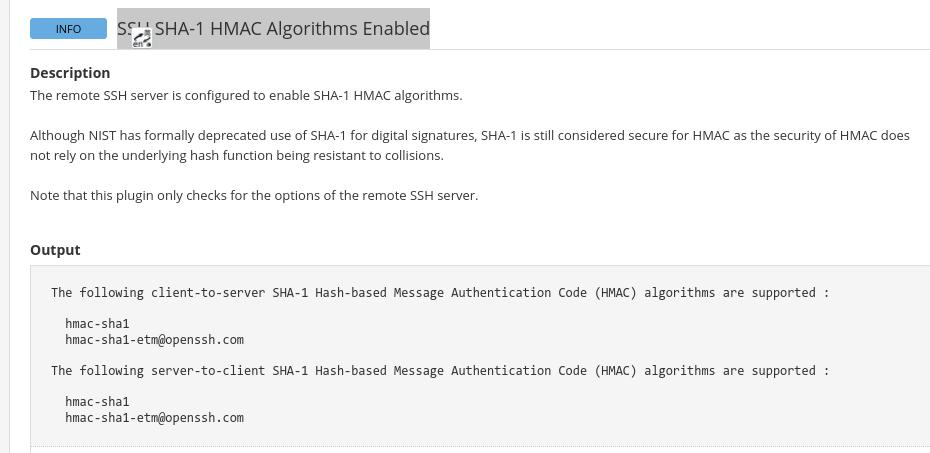 INFO
SSH SHA-1 HMAC Algorithms Enabled
en
Description
The remote SSH server is configured to enable SHA-1 HMAC algorithms.
Although NIST has formally deprecated use of SHA-1 for digital signatures, SHA-1 is still considered secure for HMAC as the security of HMAC does
not rely on the underlying hash function being resistant to collisions.
Note that this plugin only checks for the options of the remote SSH server.
Output
The following client-to-server SHA-1 Hash-based Message Authentication Code (HMAC) algorithms are supported :
hmac-sha1
hmac-sha1-etm@openssh.com
The following server-to-client SHA-1 Hash-based Message Authentication Code (HMAC) algorithms are supported :
hmac-sha1
hmac-sha1-etm@openssh.com